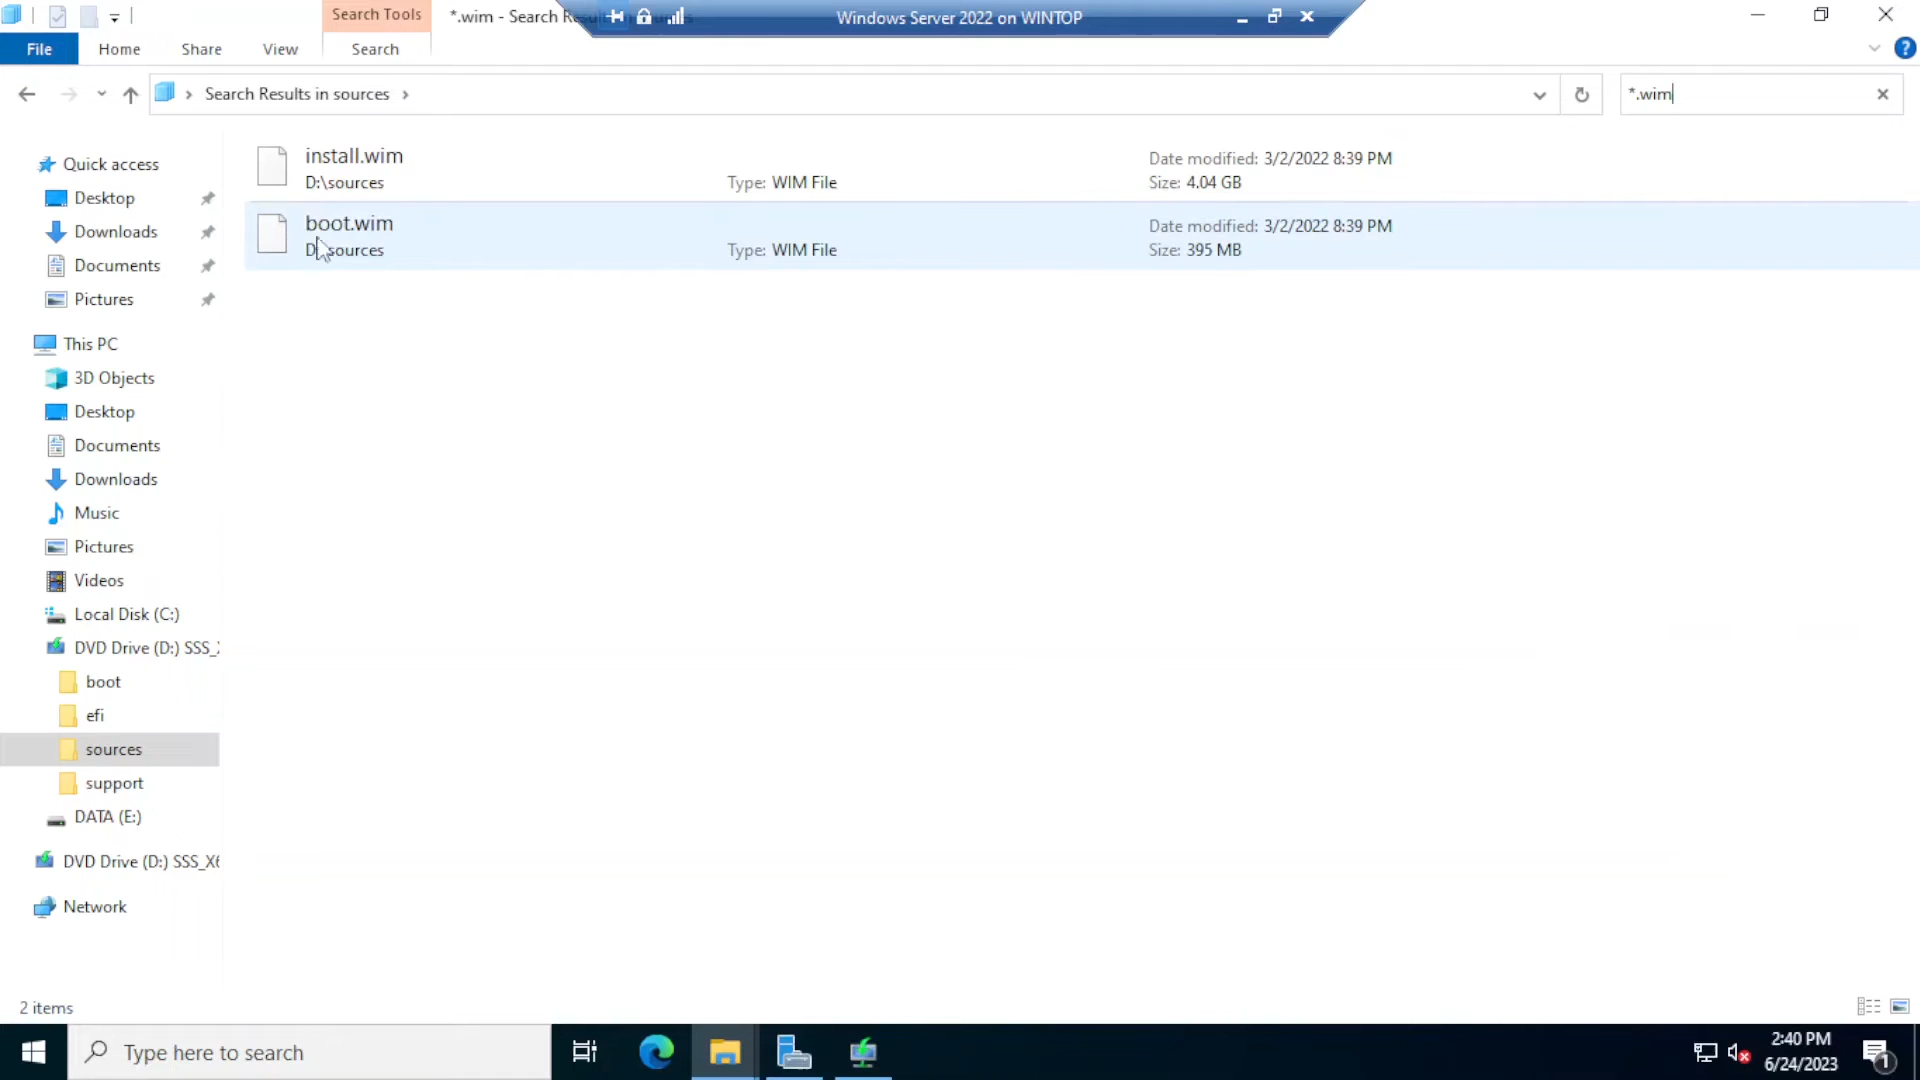 Search Tools
*.wim - Search Re
Windows Server 2022 on WINTOP
File
Home
Share
View
Search
Search Results in sources
*.wim
Quick access
Desktop
Downloads
Documents
Pictures
This PC
3D Objects
Desktop
Documents
Downloads
Music
Pictures
Videos
Local Disk (C:)
DVD Drive (D:) SSS_
boot
efi
sources
support
DATA (E:)
DVD Drive (D:) SSS_X6
Network
install.wim
D:\sources
Type: WIM File
Date modified: 3/2/2022 8:39 PM
Size: 4.04 GB
boot.wim
D:\sources
Type: WIM File
Date modified: 3/2/2022 8:39 PM
Size: 395 MB
2 items
Type here to search
2:40 PM
6/24/2023
1